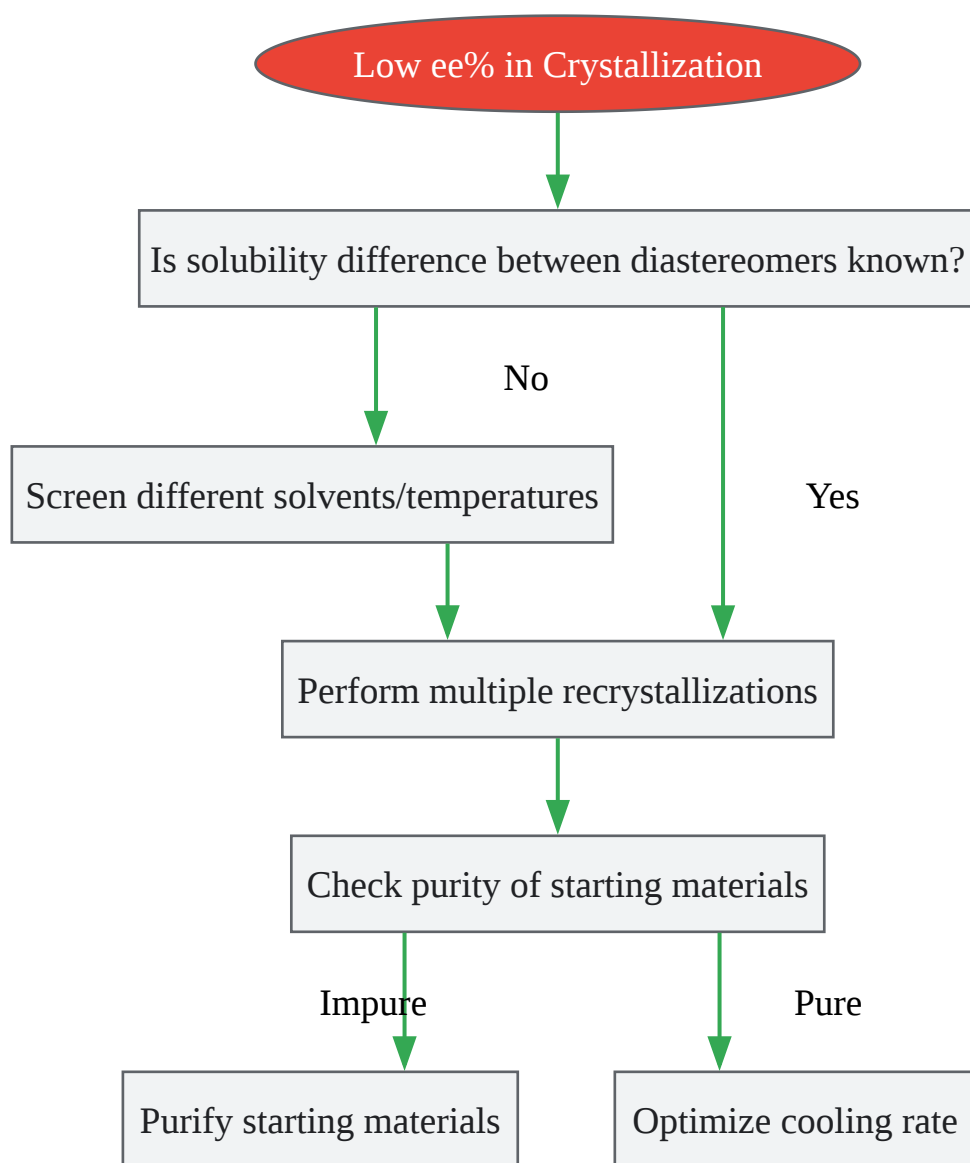 Low ee% in Crystallization
Is solubility difference between diastereomers known?
No
Screen different solvents/temperatures
Yes
Perform multiple recrystallizations
Check purity of starting materials
Impure
Pure
Purify starting materials
Optimize cooling rate